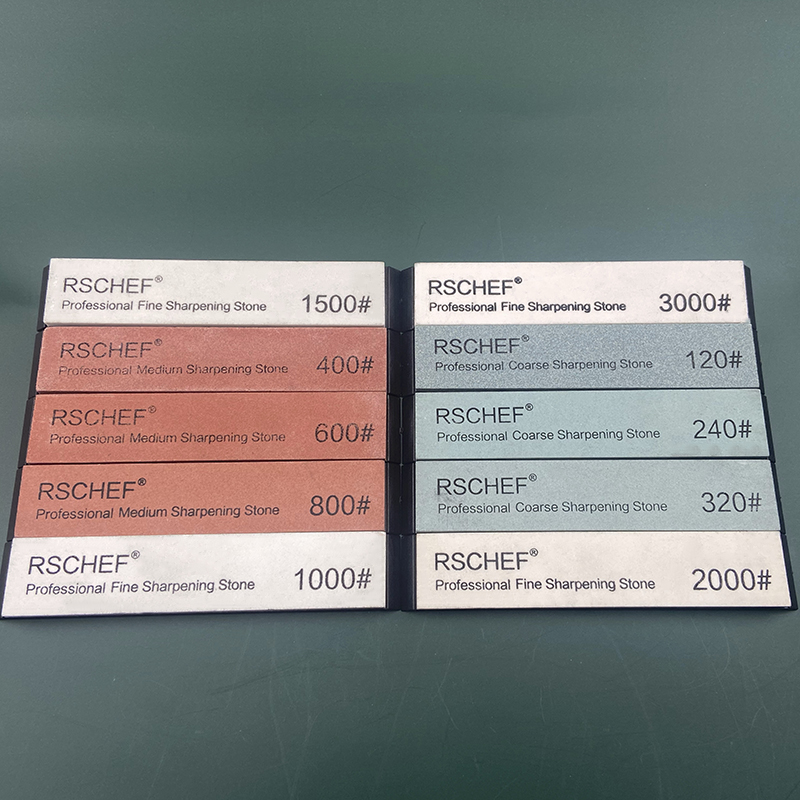 RSCHEF®
Professional Fine Sharpening Stone 1500#
RSCHEF®
Professional Medium Sharpening Stone 400#
RSCHEF®
Professional Medium Sharpening Stone 600#
RSCHEF®
Professional Medium Sharpening Stone 800#
RSCHEF®
Professional Fine Sharpening Stone 1000#
RSCHEF®
Professional Fine Sharpening Stone 3000#
RSCHEF®
Professional Coarse Sharpening Stone 120#
RSCHEF®
Professional Coarse Sharpening Stone 240#
RSCHEF®
Professional Coarse Sharpening Stone 320#
RSCHEF®
Professional Fine Sharpening Stone 2000#